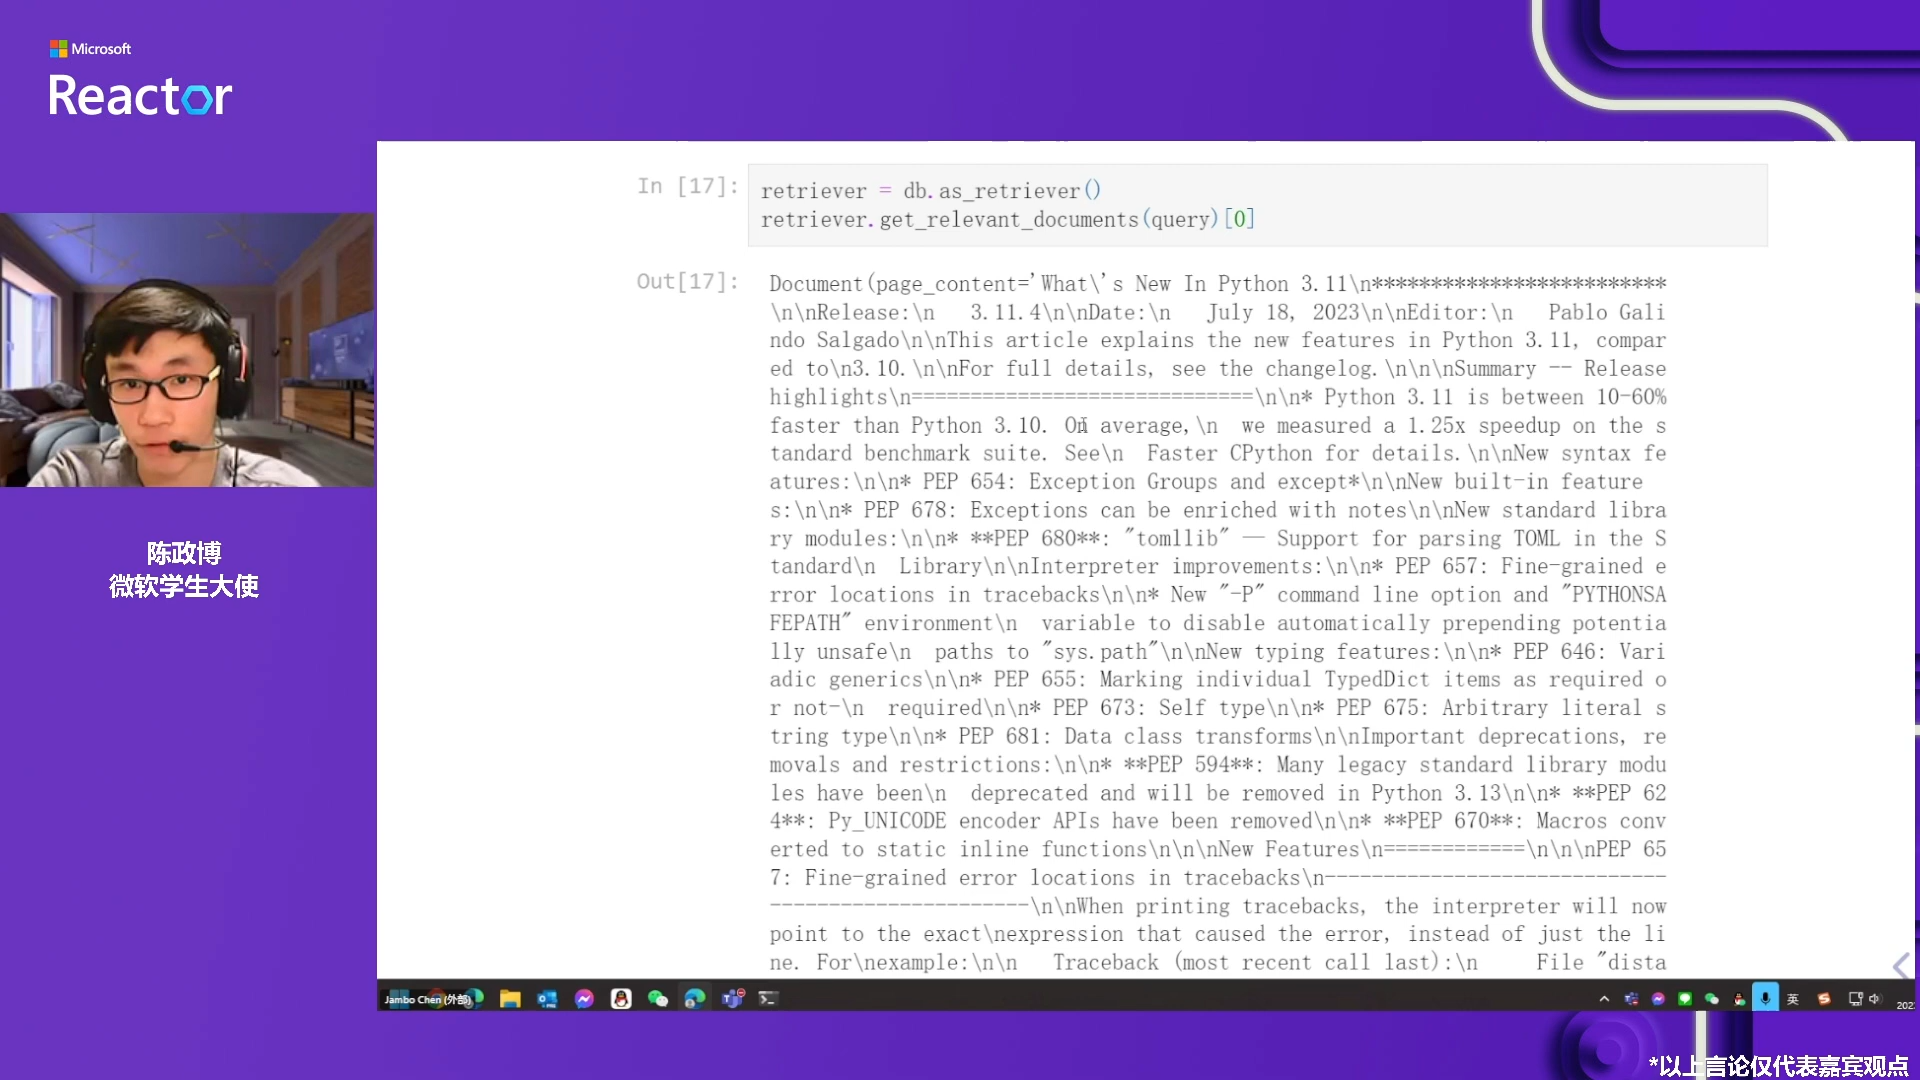 Microsoft
Reactor
In [17]:
retriever = db.as_retriever()
retriever.get_relevant_documents(query)[0]
Out[17]:
Document(page_content='What\'s New In Python 3.11\n*************************
\n\nRelease:\n   3.11.4\n\nDate:\n   July 18, 2023\n\nEditor:\n   Pablo Gali
ndo Salgado\n\nThis article explains the new features in Python 3.11, compar
ed to\n3.10.\n\nFor full details, see the changelog.\n\n\nSummary -- Release
highlights\n=============================\n\n* Python 3.11 is between 10-60%
faster than Python 3.10. On average,\n  we measured a 1.25x speedup on the s
tandard benchmark suite. See\n  Faster CPython for details.\n\nNew syntax fe
atures:\n\n* PEP 654: Exception Groups and except*\n\nNew built-in feature
s:\n\n* PEP 678: Exceptions can be enriched with notes\n\nNew standard libra
ry modules:\n\n* **PEP 680**: "tomllib" — Support for parsing TOML in the S
tandard\n  Library\n\nInterpreter improvements:\n\n* PEP 657: Fine-grained e
rror locations in tracebacks\n\n* New "-P" command line option and "PYTHONSA
FEPATH" environment\n  variable to disable automatically prepending potentia
lly unsafe\n  paths to "sys.path"\n\nNew typing features:\n\n* PEP 646: Vari
adic generics\n\n* PEP 655: Marking individual TypedDict items as required o
r not-\n  required\n\n* PEP 673: Self type\n\n* PEP 675: Arbitrary literal s
tring type\n\n* PEP 681: Data class transforms\n\nImportant deprecations, re
movals and restrictions:\n\n* **PEP 594**: Many legacy standard library modu
les have been\n  deprecated and will be removed in Python 3.13\n\n* **PEP 62
4**: Py_UNICODE encoder APIs have been removed\n\n* **PEP 670**: Macros conv
erted to static inline functions\n\n\nNew Features\n============\n\n\nPEP 65
7: Fine-grained error locations in tracebacks\n-----------------------------
----------------------\n\nWhen printing tracebacks, the interpreter will now
point to the exact\nexpression that caused the error, instead of just the li
ne. For\nexample:\n\n   Traceback (most recent call last):\n     File "dista
陈政博
微软学生大使
Jambo Chen (外部)
英
202
*以上言论仅代表嘉宾观点